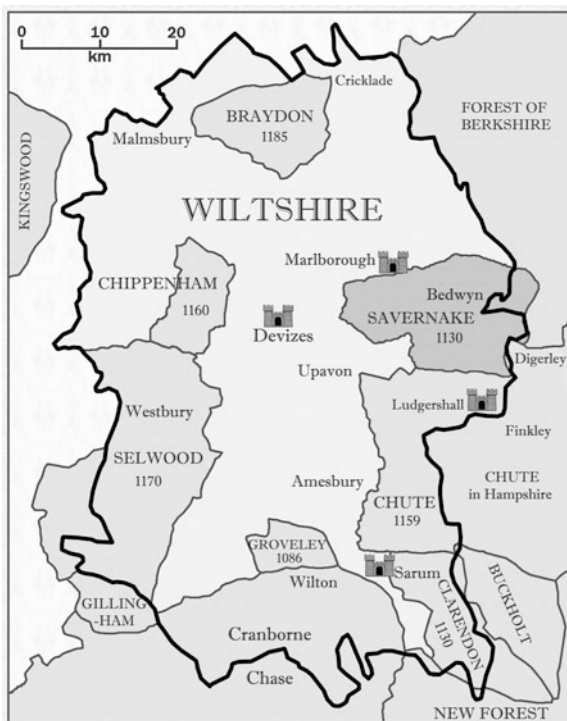 0 10 20
km
Cricklade
FOREST OF
BERKSHIRE
BRAYDON
1185
Malmsbury
KINGSWOOD
WILTSHIRE
Marlborough
CHIPPENHAM
1160
Bedwyn
SAVERNAKE
1130
Devizes
Digerley
Upavon
Ludgershall
Westbury
Finkley
SELWOOD
1170
Amesbury
CHUTE
in Hampshire
CHUTE
1159
GROVELEY
1086
Sarum
Wilton
BUCKHOLT
CLARENDON
1130
GILLING
-HAM
Cranborne
Chase
NEW FOREST